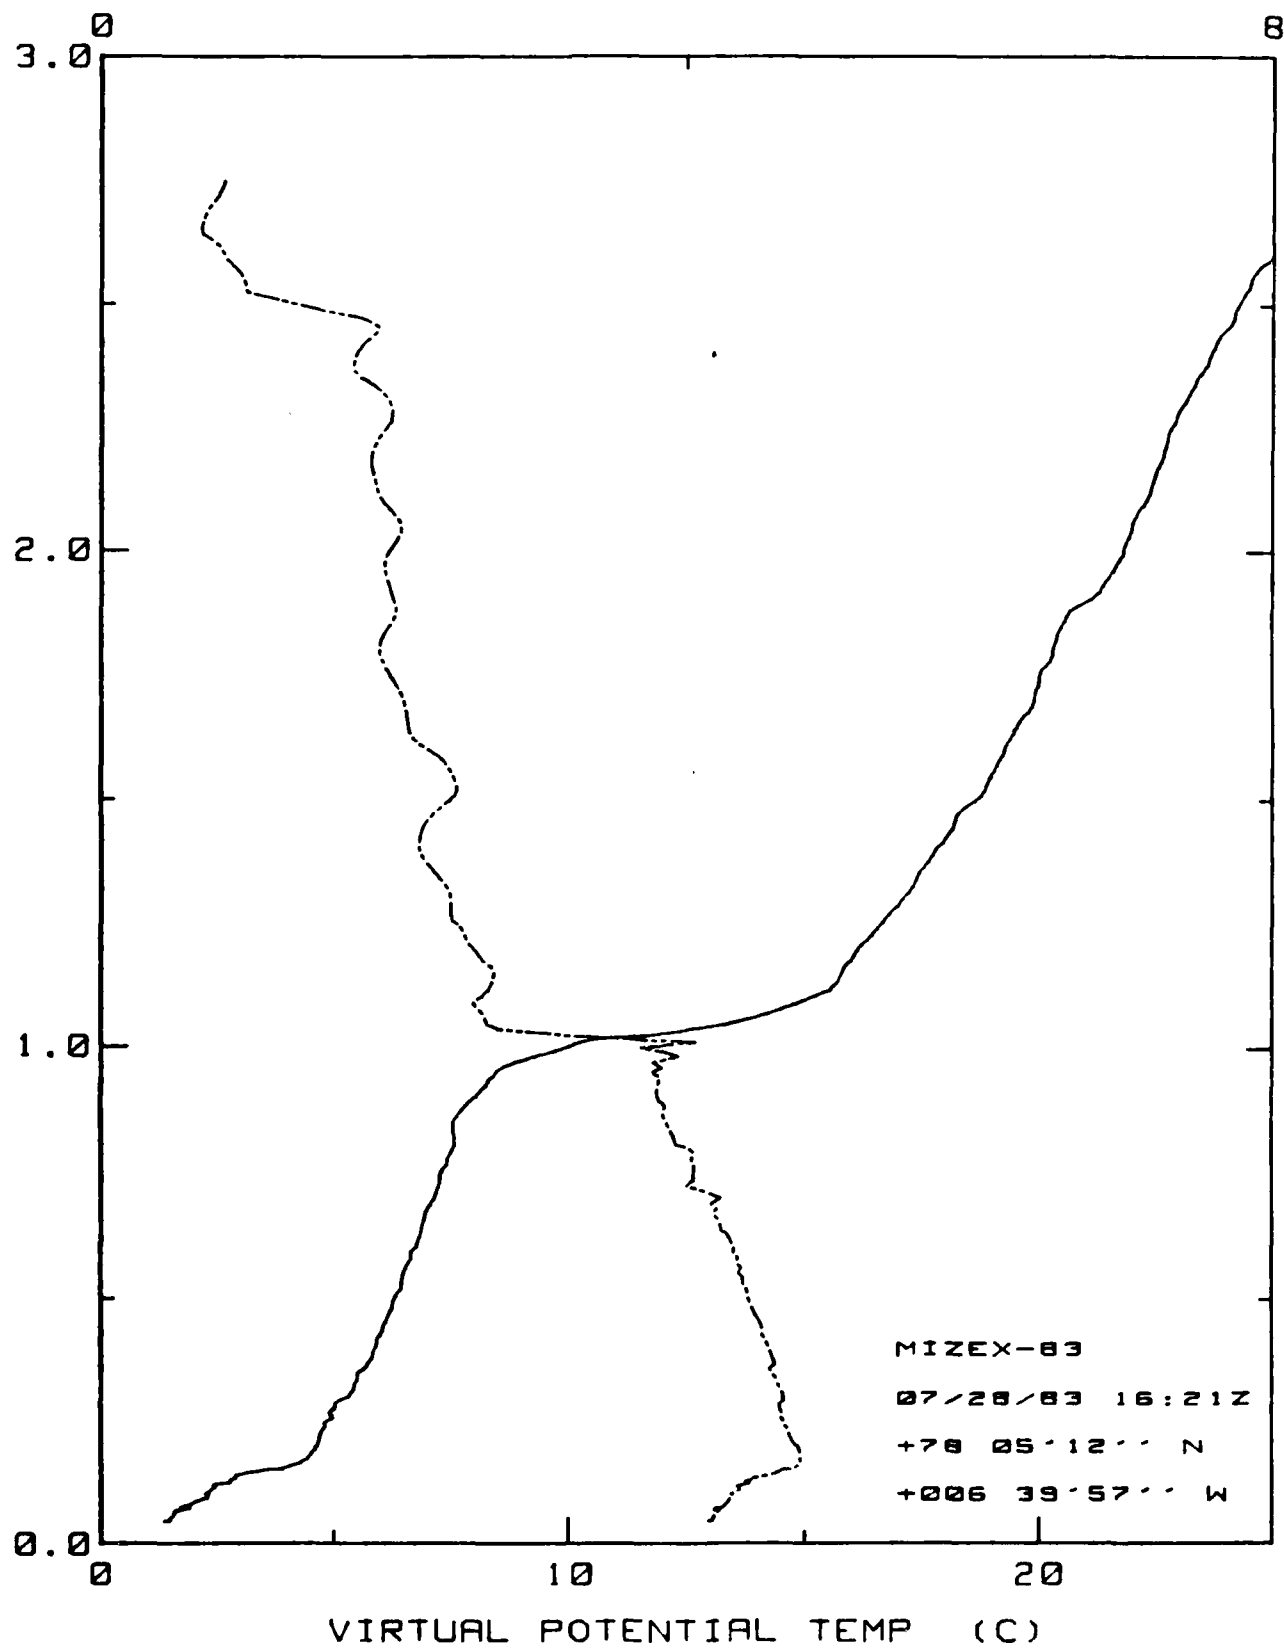 0 8
3.0
2.0
1.0
0.0
0 10 20
VIRTUAL POTENTIAL TEMP (C)
MIZEX-83
07/28/83 16:21Z
+78 05'12'' N
+006 39'57'' W